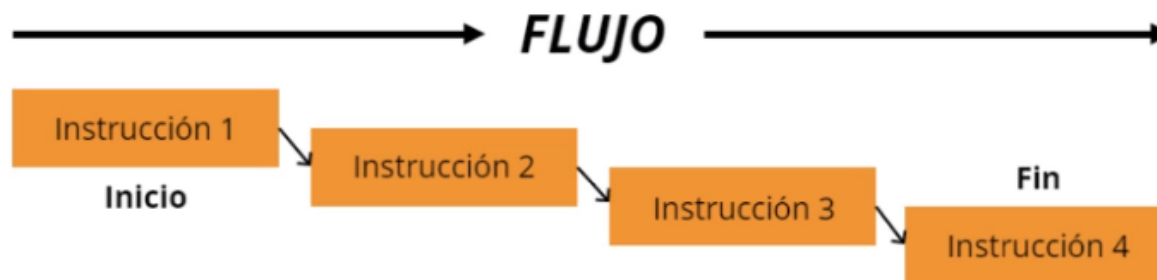 FLUJO
Instrucción 1
Inicio
Instrucción 2
Instrucción 3
Fin
Instrucción 4